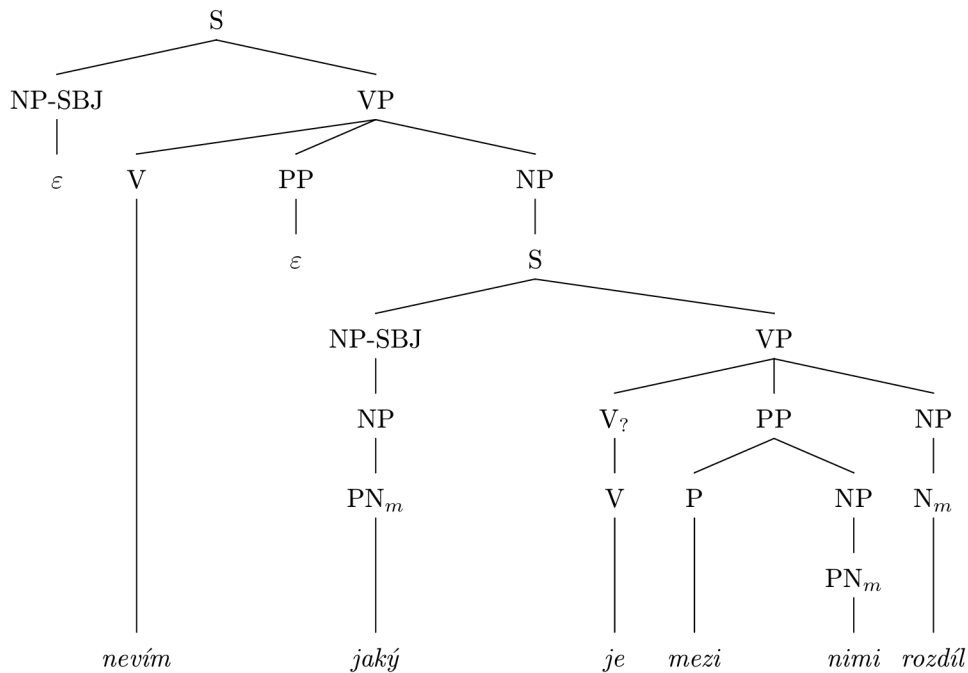 S
NP-SBJ VP
ε V PP NP
ε S
NP-SBJ VP
NP V? PP NP
PNm V P NP Nm
PNm
nevím jaký je mezi nimi rozdíl